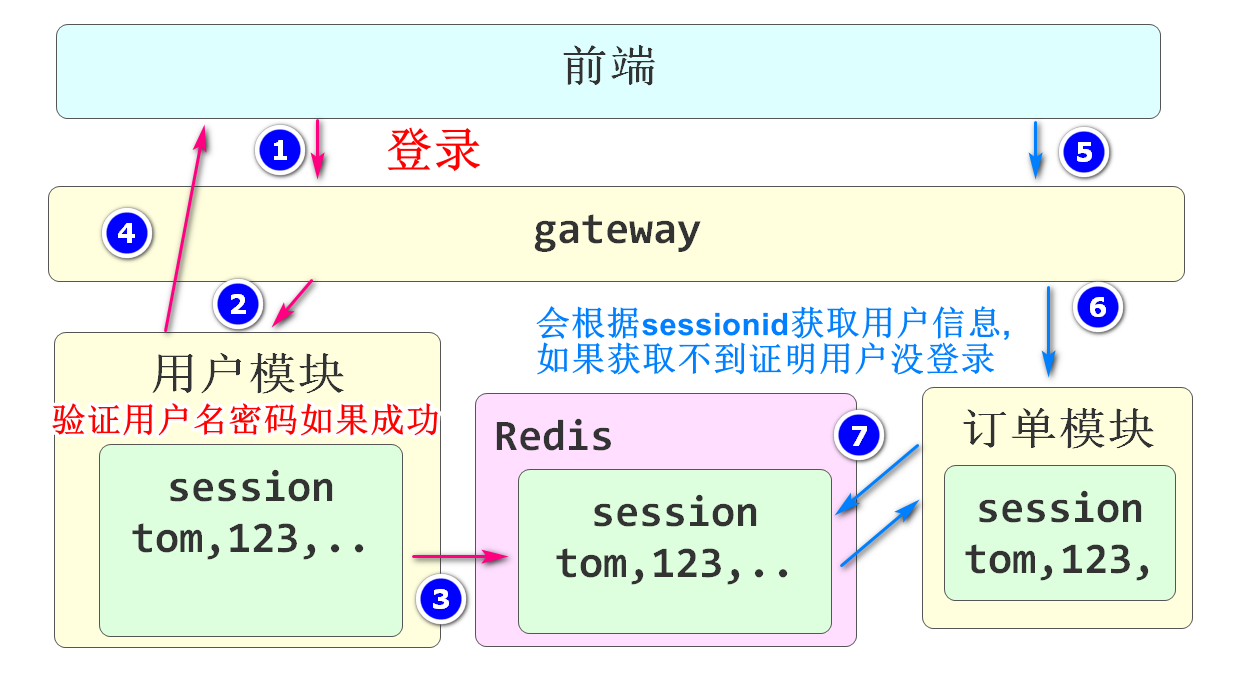 前端
1
登录
5
4
gateway
2
6
会根据sessionid获取用户信息,
如果获取不到证明用户没登录
用户模块
验证用户名密码如果成功
session
tom,123,..
3
Redis
session
tom,123,..
7
订单模块
session
tom,123,